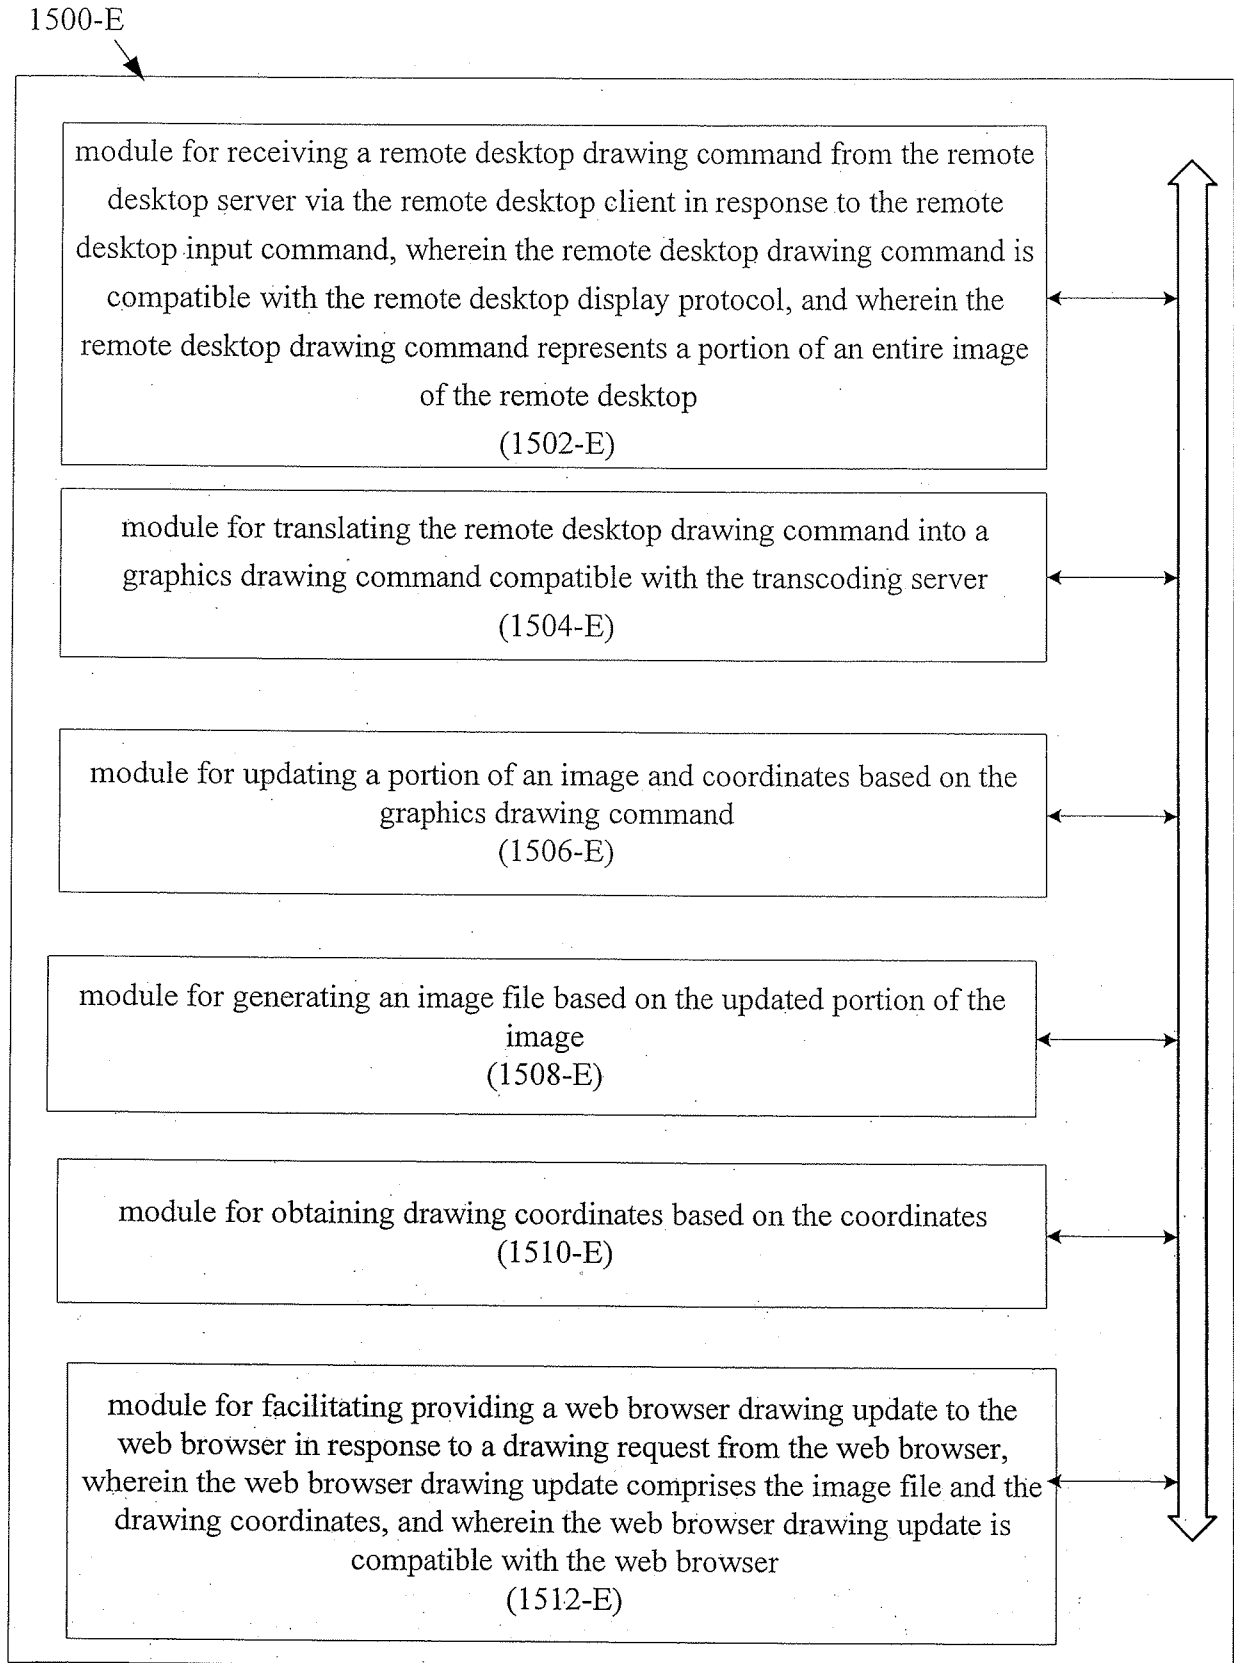 1500-E
module for receiving a remote desktop drawing command from the remote
desktop server via the remote desktop client in response to the remote
desktop input command, wherein the remote desktop drawing command is
compatible with the remote desktop display protocol, and wherein the
remote desktop drawing command represents a portion of an entire image
of the remote desktop
(1502-E)
module for translating the remote desktop drawing command into a
graphics drawing command compatible with the transcoding server
(1504-E)
module for updating a portion of an image and coordinates based on the
graphics drawing command
(1506-E)
module for generating an image file based on the updated portion of the
image
(1508-E)
module for obtaining drawing coordinates based on the coordinates
(1510-E)
module for facilitating providing a web browser drawing update to the
web browser in response to a drawing request from the web browser,
wherein the web browser drawing update comprises the image file and the
drawing coordinates, and wherein the web browser drawing update is
compatible with the web browser
(1512-E)